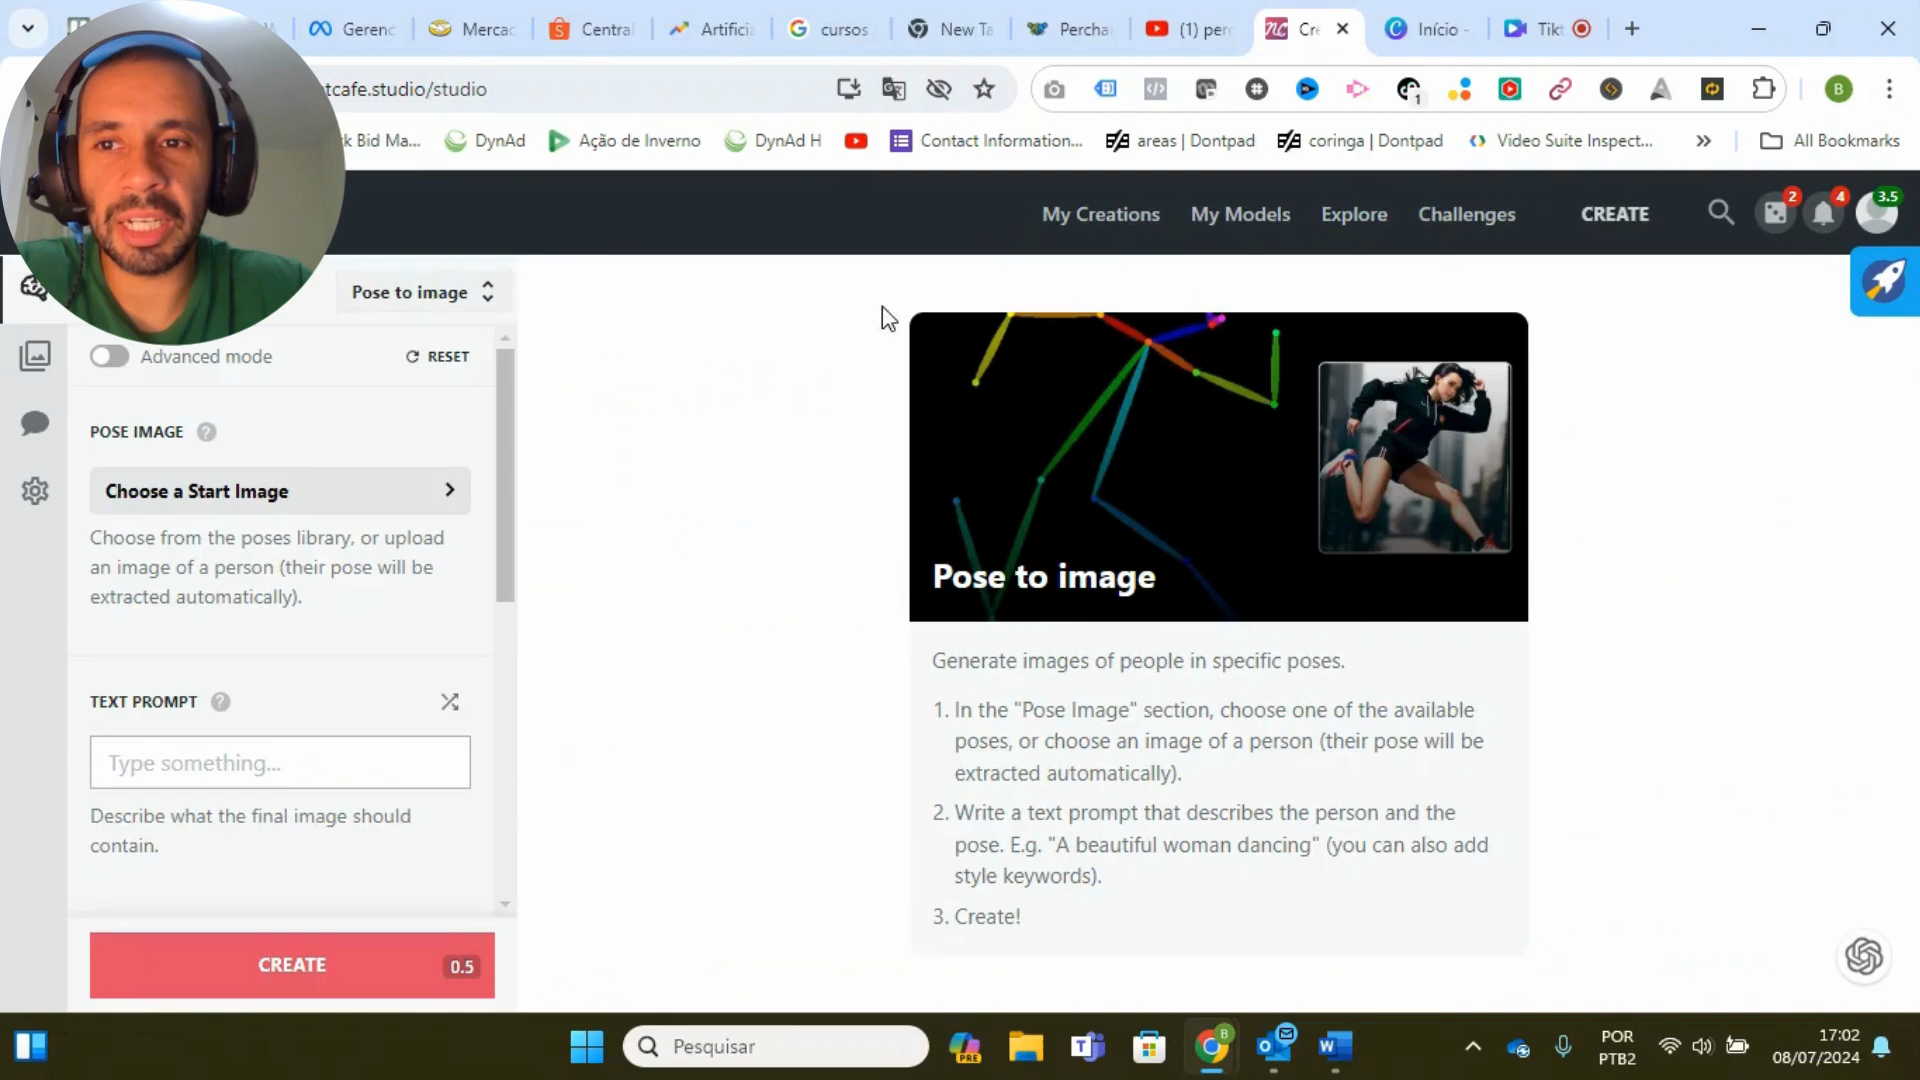 Gerenc
Mercac
Central
Artificia
cursos
New Ta
Percha
(1) per
Cre
Início -
Tikt
tcafe.studio/studio
1
B
k Bid Ma...
DynAd
Ação de Inverno
DynAd H
Contact Information...
areas | Dontpad
coringa | Dontpad
Video Suite Inspect...
All Bookmarks
My Creations
My Models
Explore
Challenges
CREATE
2
4
3.5
Pose to image
Advanced mode
RESET
POSE IMAGE
Choose a Start Image
Choose from the poses library, or upload
an image of a person (their pose will be
extracted automatically).
TEXT PROMPT
Type something...
Describe what the final image should
contain.
CREATE
0.5
Pose to image
Generate images of people in specific poses.
1. In the "Pose Image" section, choose one of the available
poses, or choose an image of a person (their pose will be
extracted automatically).
2. Write a text prompt that describes the person and the
pose. E.g. "A beautiful woman dancing" (you can also add
style keywords).
3. Create!
Pesquisar
PRE
B
POR
PTB2
17:02
08/07/2024